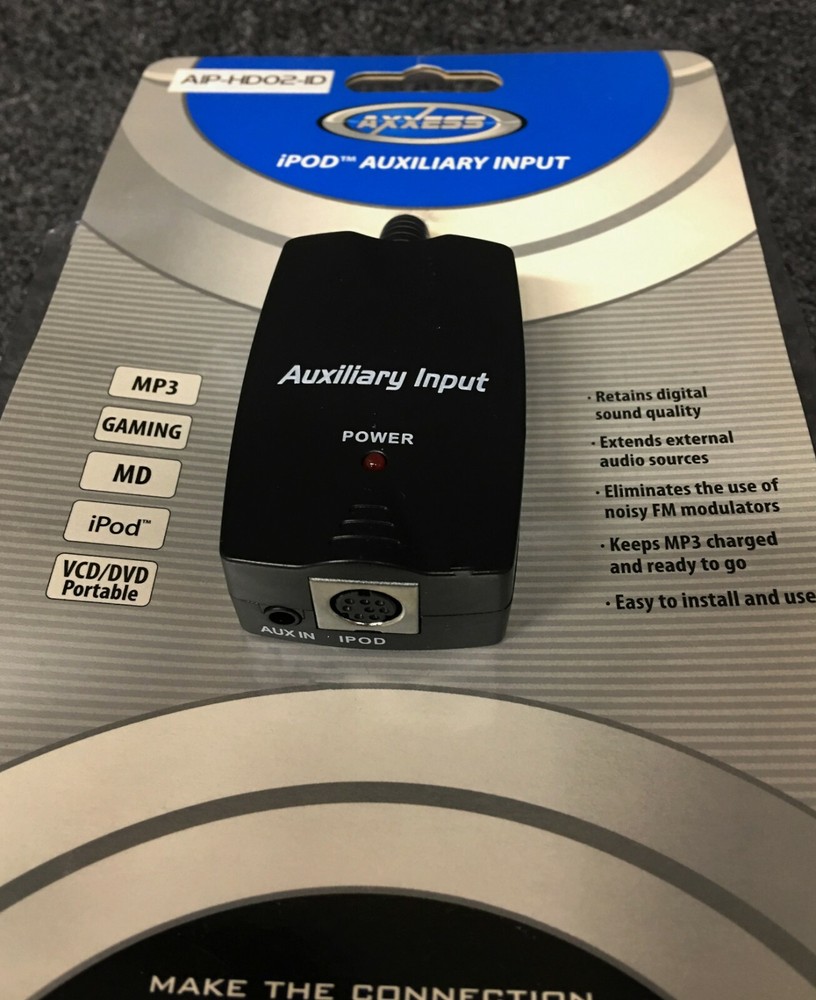 AIP-HD02-ID
AXXESS
iPOD™ AUXILIARY INPUT
Auxiliary Input
POWER
MP3
GAMING
MD
iPod™
VCD/DVD
Portable
· Retains digital
sound quality
· Extends external
audio sources
· Eliminates the use of
noisy FM modulators
· Keeps MP3 charged
and ready to go
· Easy to install and use
AUX IN · IPOD
MAKE THE CONNECTION